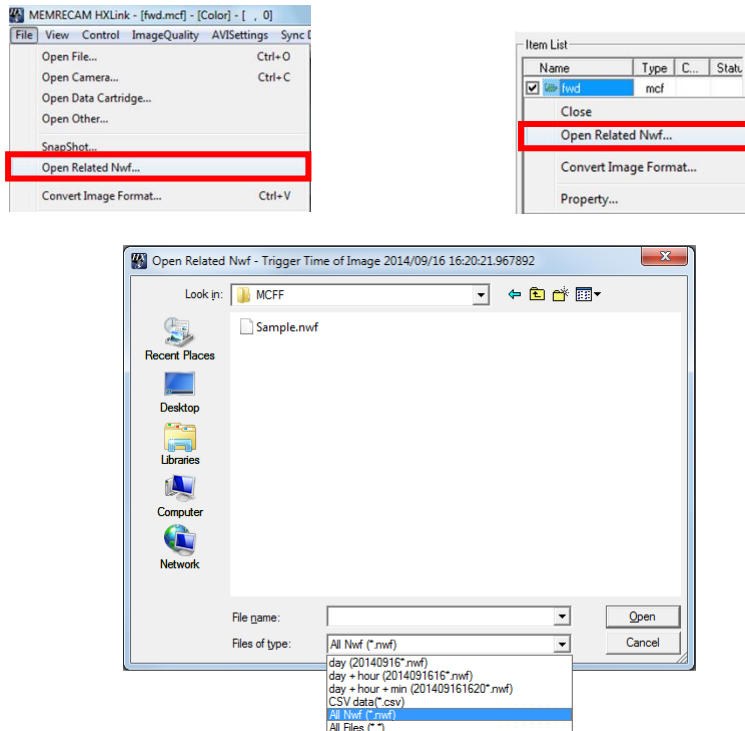 MEMRECAM HXLink - [fwd.mcf] - [Color] - [ , 0]
File View Control ImageQuality AVISettings Sync D
Open File... Ctrl+O
Open Camera... Ctrl+C
Open Data Cartridge...
Open Other...
SnapShot...
Open Related Nwf...
Convert Image Format... Ctrl+V
Item List
Name Type C... Statu
fwd mcf
Close
Open Related Nwf...
Convert Image Format...
Property...
Open Related Nwf - Trigger Time of Image 2014/09/16 16:20:21.967892
Look in: MCFF
Sample.nwf
Recent Places
Desktop
Libraries
Computer
Network
File name: Open
Files of type: All Nwf (*.nwf) Cancel
day (20140916*.nwf)
day + hour (2014091616*.nwf)
day + hour + min (201409161620*.nwf)
CSV data(*.csv)
All Nwf (*.nwf)
All Files (*.*)